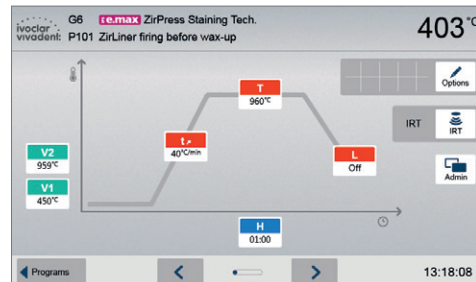 ivoclar
vivadent:
G6 IPS e.max ZirPress Staining Tech.
P101 ZirLiner firing before wax-up
403°C
T
960°C
Options
t↗
40°C/min
IRT
IRT
V2
959°C
L
Off
V1
450°C
Admin
H
01:00
Programs
13:18:08